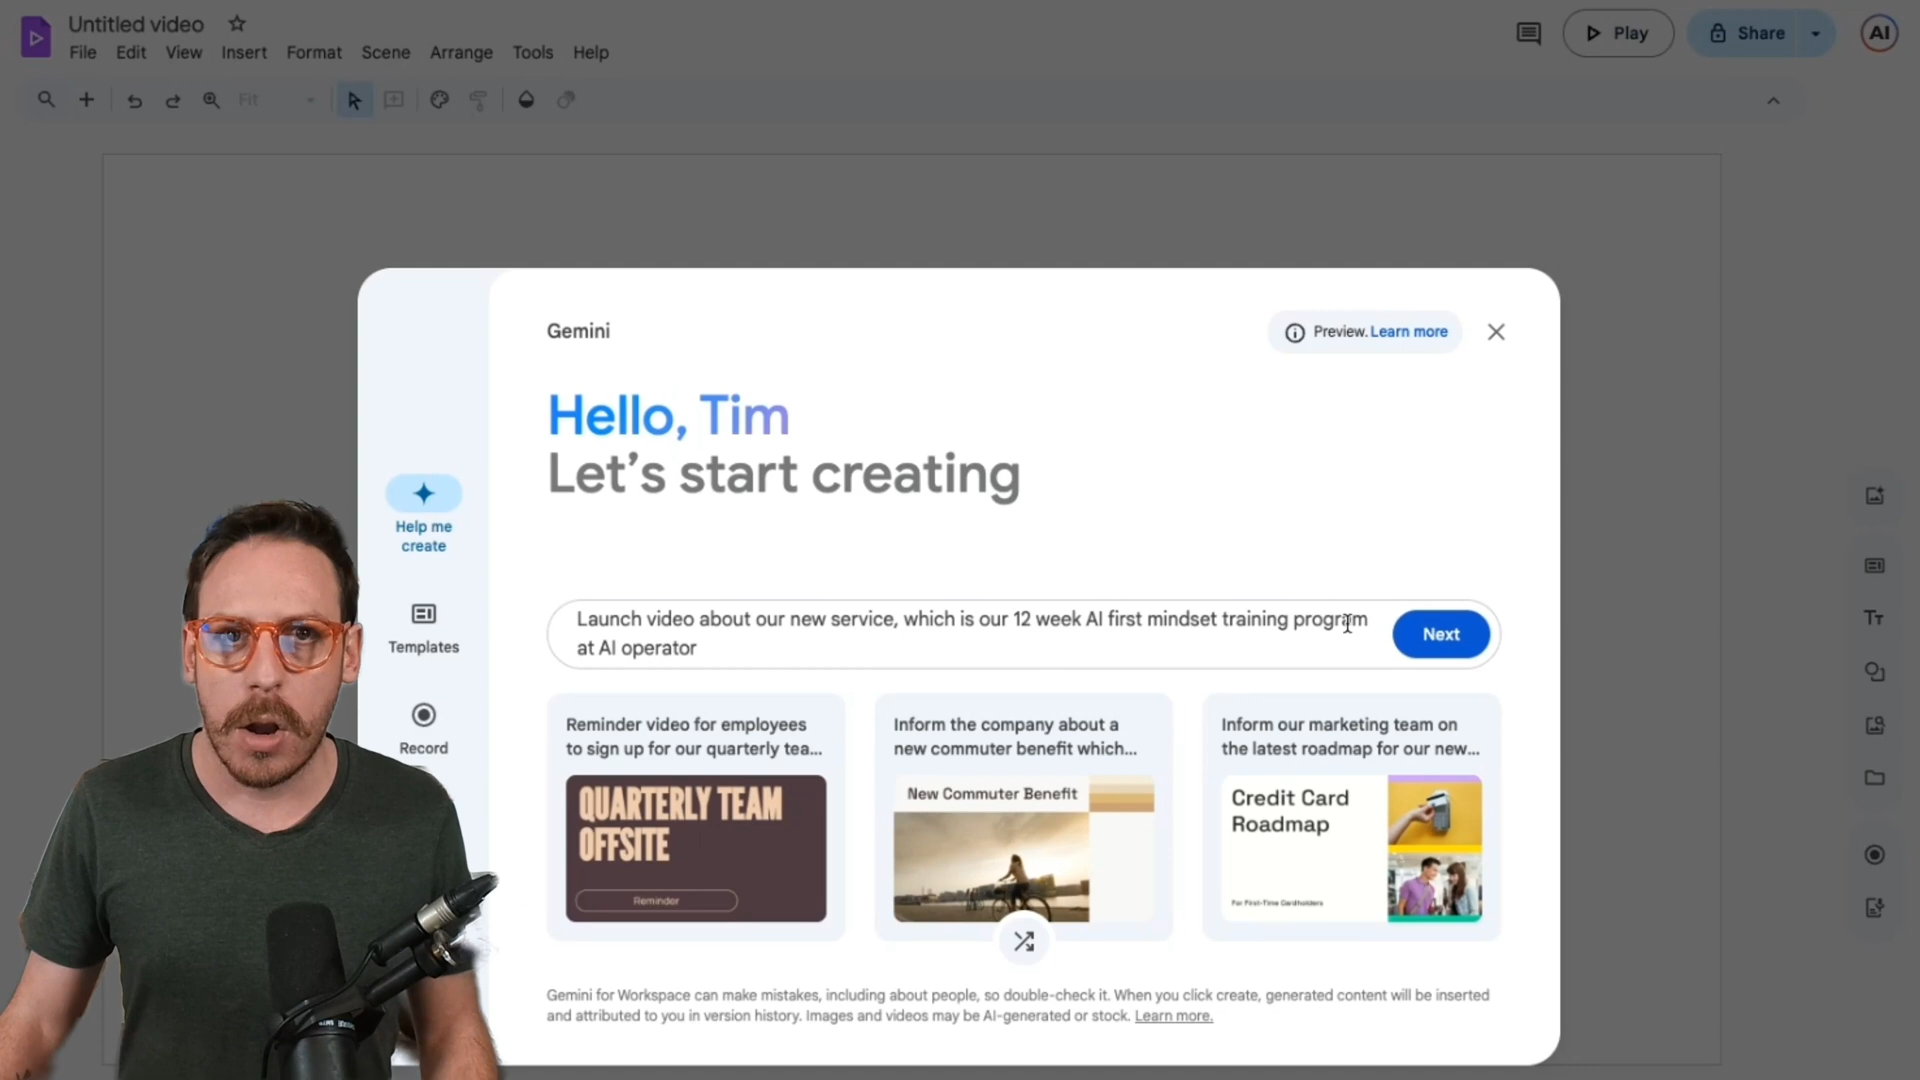 Untitled video
File Edit View Insert Format Scene Arrange Tools Help
Play
Share
AI
Fit
Gemini
Preview. Learn more
Hello, Tim
Let's start creating
Help me
create
Templates
Record
Launch video about our new service, which is our 12 week AI first mindset training program
at AI operator
Next
Reminder video for employees
to sign up for our quarterly tea...
QUARTERLY TEAM
OFFSITE
Reminder
Inform the company about a
new commuter benefit which...
New Commuter Benefit
Inform our marketing team on
the latest roadmap for our new...
Credit Card
Roadmap
For First-Time Cardholders
Gemini for Workspace can make mistakes, including about people, so double-check it. When you click create, generated content will be inserted
and attributed to you in version history. Images and videos may be AI-generated or stock. Learn more.